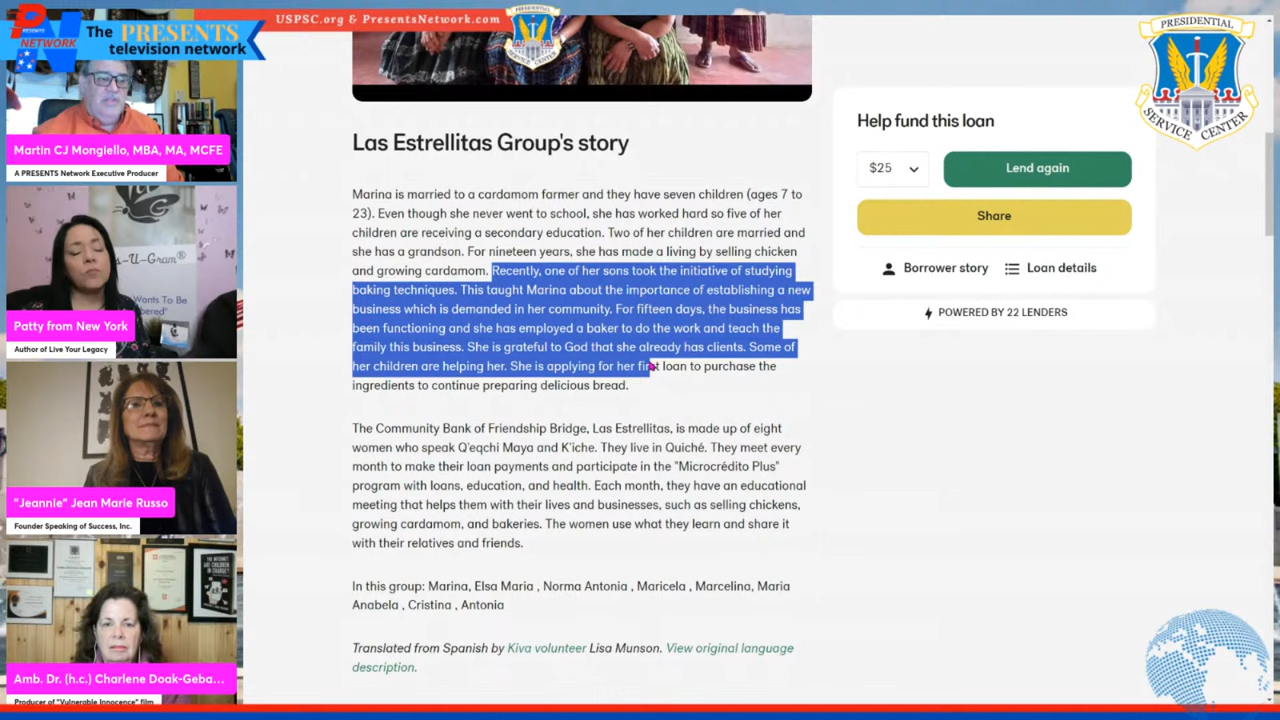 USPSC.org & PresentsNetwork.com
PRESENTS
NETWORK
The PRESENTS
television network
PRESIDENTIAL
SERVICE CENTER
Martin CJ Mongiello, MBA, MA, MCFE
A PRESENTS Network Executive Producer
-U-Gram®
Wants To Be
Patty from New York
Author of Live Your Legacy
"Jeannie" Jean Marie Russo
Founder Speaking of Success, Inc.
Amb. Dr. (h.c.) Charlene Doak-Geba...
Producer of "Vulnerable Innocence" film
Las Estrellitas Group's story
Marina is married to a cardamom farmer and they have seven children (ages 7 to
23). Even though she never went to school, she has worked hard so five of her
children are receiving a secondary education. Two of her children are married and
she has a grandson. For nineteen years, she has made a living by selling chicken
and growing cardamom. Recently, one of her sons took the initiative of studying
baking techniques. This taught Marina about the importance of establishing a new
business which is demanded in her community. For fifteen days, the business has
been functioning and she has employed a baker to do the work and teach the
family this business. She is grateful to God that she already has clients. Some of
her children are helping her. She is applying for her first loan to purchase the
ingredients to continue preparing delicious bread.
The Community Bank of Friendship Bridge, Las Estrellitas, is made up of eight
women who speak Q'eqchi Maya and K'iche. They live in Quiché. They meet every
month to make their loan payments and participate in the "Microcrédito Plus"
program with loans, education, and health. Each month, they have an educational
meeting that helps them with their lives and businesses, such as selling chickens,
growing cardamom, and bakeries. The women use what they learn and share it
with their relatives and friends.
In this group: Marina, Elsa Maria , Norma Antonia , Maricela , Marcelina, Maria
Anabela , Cristina , Antonia
Translated from Spanish by Kiva volunteer Lisa Munson. View original language
description.
Help fund this loan
$25
Lend again
Share
Borrower story
Loan details
POWERED BY 22 LENDERS